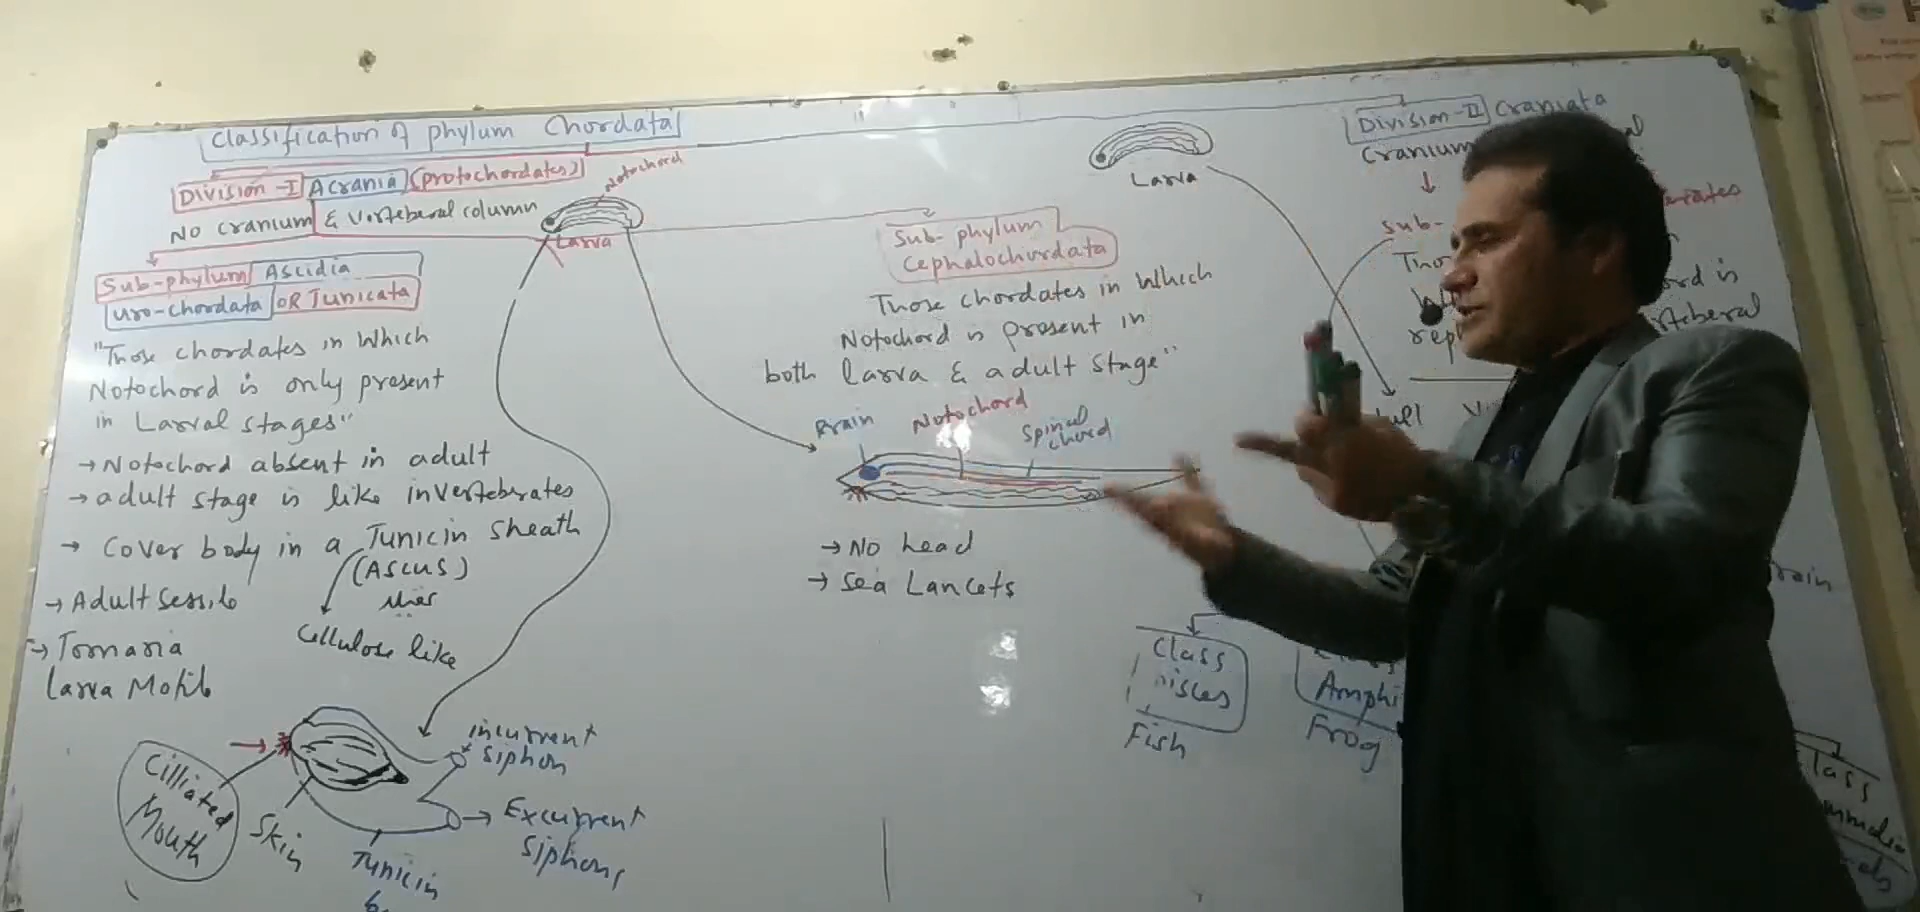 Classification of phylum Chordata
Division-I Acrania (protochordates)
No cranium & Vertebral column
Notochord
Larva
Sub-phylum Ascidia
Uro-chordata OR Tunicata
"Those chordates in Which
Notochord is only present
in Larval stages"
→ Notochord absent in adult
→ adult stage is like invertebrates
→ Cover body in a Tunicin Sheath
(Ascus)
Cellulose like
→ Adult Sessile
→ Tornaria
Larva Motile
Cilliated
Mouth
Skin
Tunicin
incurrent
Siphon
→ Excurrent
Siphons
Sub-phylum
Cephalochordata
Those chordates in Which
Notochord is present in
both larva & adult stage"
Brain
Notochord
Spinal
chord
→ No head
→ Sea Lancets
Larva
Division-II Craniata
Cranium
Sub-
rep
Class
Fish
Amphi
Frog